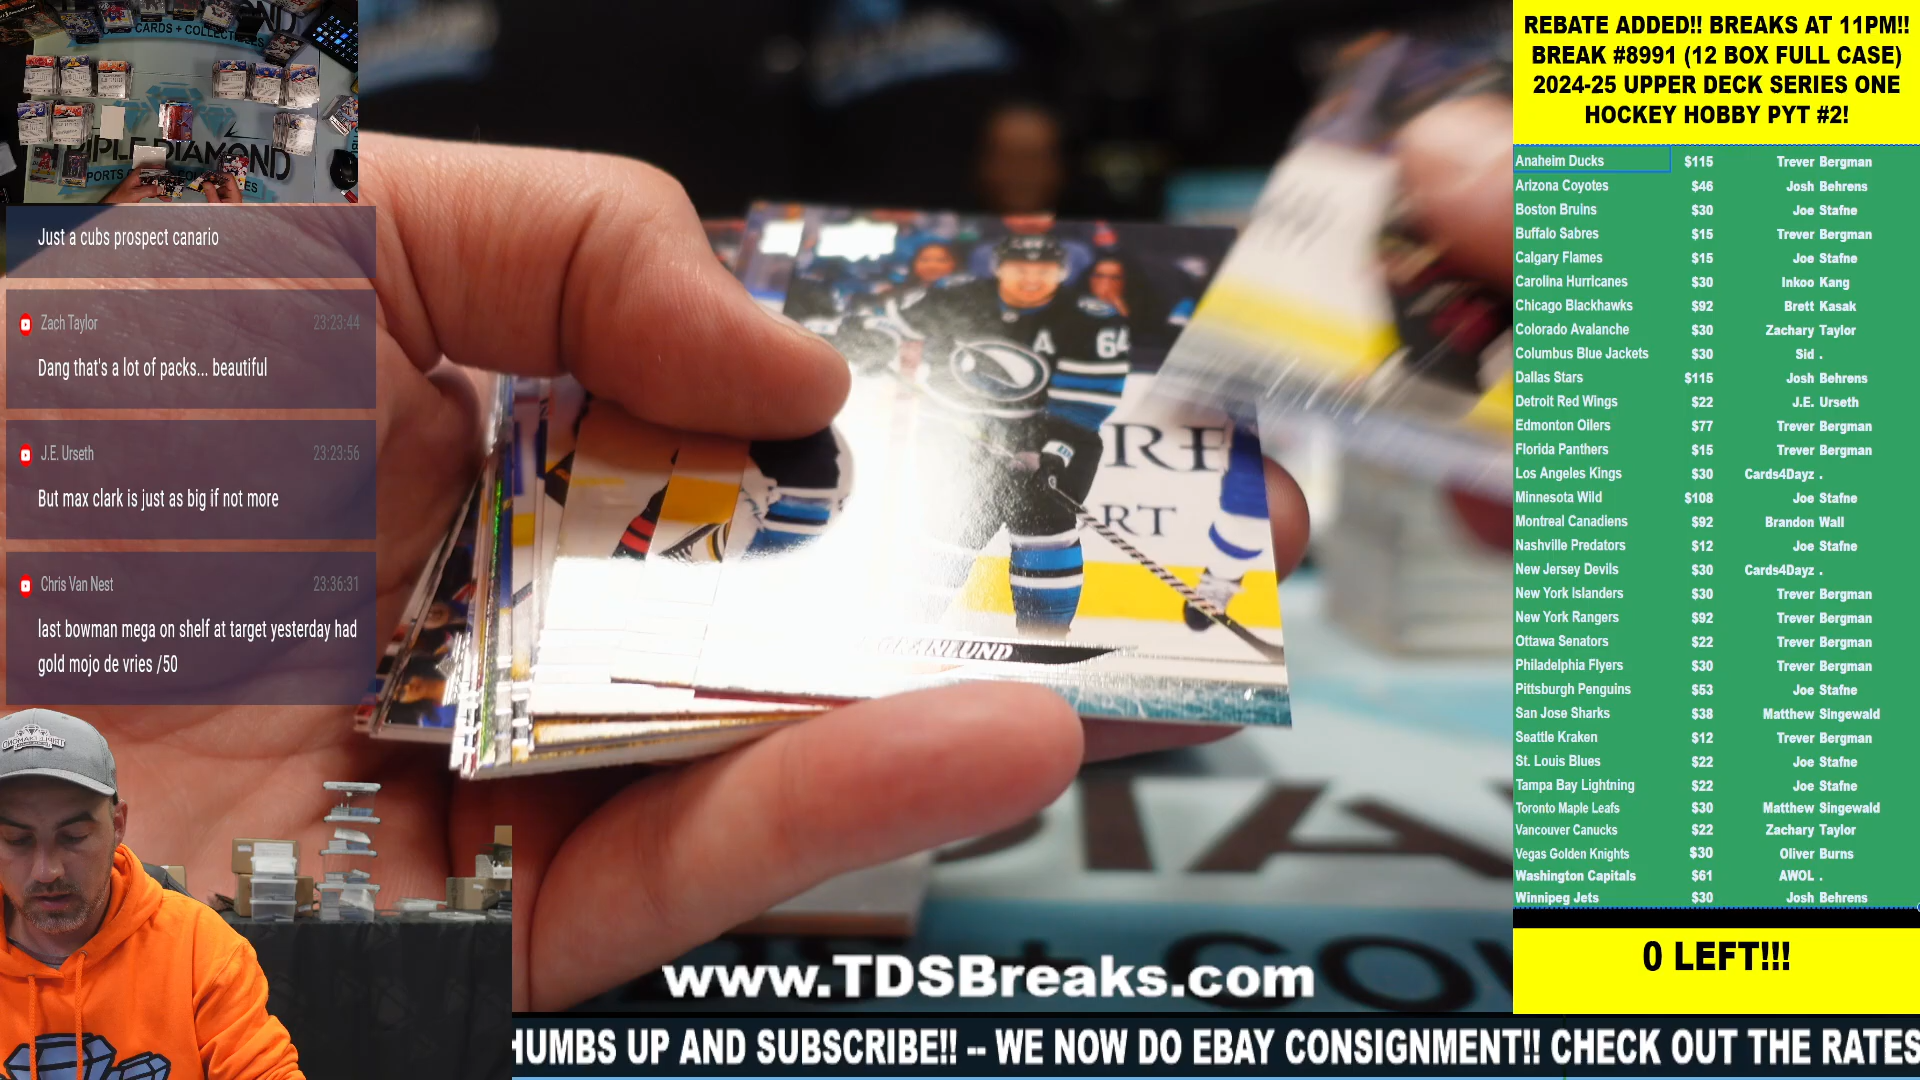 CARDS + COLLECTIBLES
TRIPLE DIAMOND
Just a cubs prospect canario
Zach Taylor 23:23:44
Dang that's a lot of packs... beautiful
J.E. Urseth 23:23:56
But max clark is just as big if not more
Chris Van Nest 23:36:31
last bowman mega on shelf at target yesterday had
gold mojo de vries /50
A 64
GRANLUND
www.TDSBreaks.com
HUMBS UP AND SUBSCRIBE!! -- WE NOW DO EBAY CONSIGNMENT!! CHECK OUT THE RATES
REBATE ADDED!! BREAKS AT 11PM!!
BREAK #8991 (12 BOX FULL CASE)
2024-25 UPPER DECK SERIES ONE
HOCKEY HOBBY PYT #2!
Anaheim Ducks $115 Trever Bergman
Arizona Coyotes $46 Josh Behrens
Boston Bruins $30 Joe Stafne
Buffalo Sabres $15 Trever Bergman
Calgary Flames $15 Joe Stafne
Carolina Hurricanes $30 Inkoo Kang
Chicago Blackhawks $92 Brett Kasak
Colorado Avalanche $30 Zachary Taylor
Columbus Blue Jackets $30 Sid .
Dallas Stars $115 Josh Behrens
Detroit Red Wings $22 J.E. Urseth
Edmonton Oilers $77 Trever Bergman
Florida Panthers $15 Trever Bergman
Los Angeles Kings $30 Cards4Dayz .
Minnesota Wild $108 Joe Stafne
Montreal Canadiens $92 Brandon Wall
Nashville Predators $12 Joe Stafne
New Jersey Devils $30 Cards4Dayz .
New York Islanders $30 Trever Bergman
New York Rangers $92 Trever Bergman
Ottawa Senators $22 Trever Bergman
Philadelphia Flyers $30 Trever Bergman
Pittsburgh Penguins $53 Joe Stafne
San Jose Sharks $38 Matthew Singewald
Seattle Kraken $12 Trever Bergman
St. Louis Blues $22 Joe Stafne
Tampa Bay Lightning $22 Joe Stafne
Toronto Maple Leafs $30 Matthew Singewald
Vancouver Canucks $22 Zachary Taylor
Vegas Golden Knights $30 Oliver Burns
Washington Capitals $61 AWOL .
Winnipeg Jets $30 Josh Behrens
0 LEFT!!!